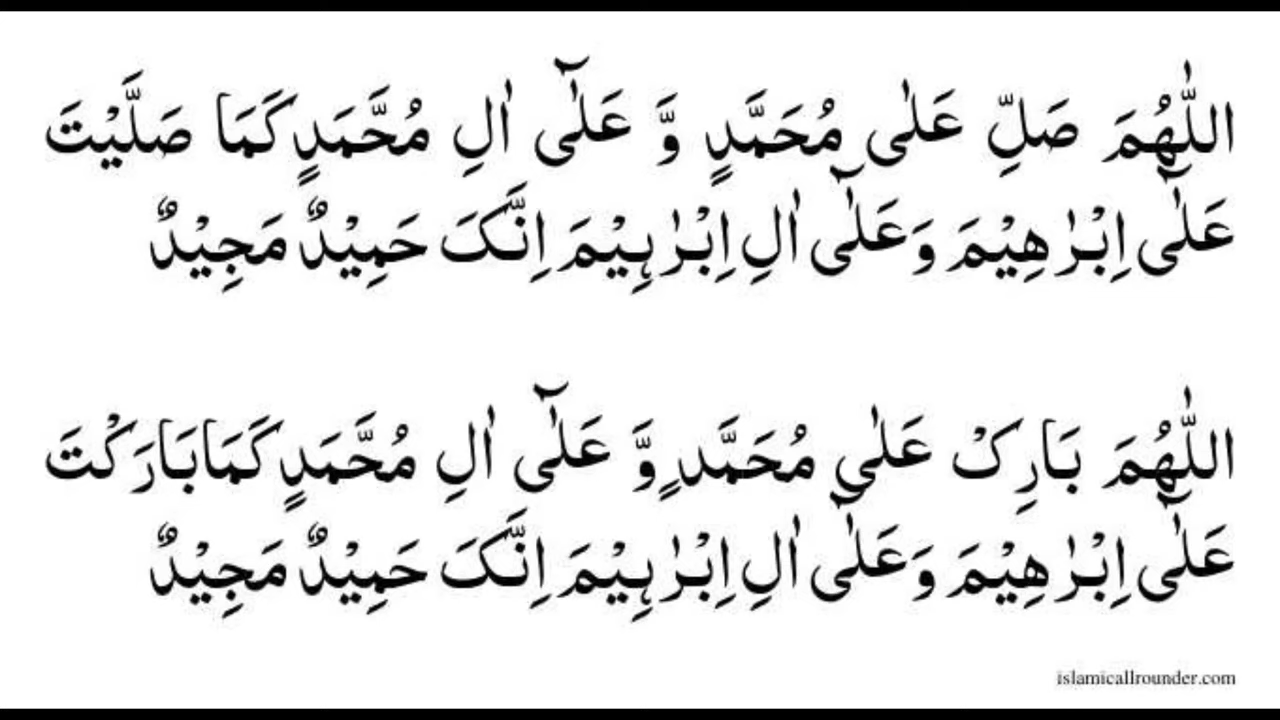 اللّٰهُمَ صَلِّ عَلٰى مُحَمَّدٍ وَّ عَلٰٓى اٰلِ مُحَّمَدٍ كَمَا صَلَّيْتَ
عَلٰٓى اِبْرٰهِيْمَ وَعَلٰٓى اٰلِ اِبْرٰہِيْمَ اِنَّکَ حَمِيْدٌ مَجِيْدٌ
اللّٰهُمَ بَارِکْ عَلٰى مُحَمَّدٍ وَّ عَلٰٓى اٰلِ مُحَّمَدٍ كَمَا بَارَكْتَ
عَلٰٓى اِبْرٰهِيْمَ وَعَلٰٓى اٰلِ اِبْرٰہِيْمَ اِنَّکَ حَمِيْدٌ مَجِيْدٌ
islamicallrounder.com